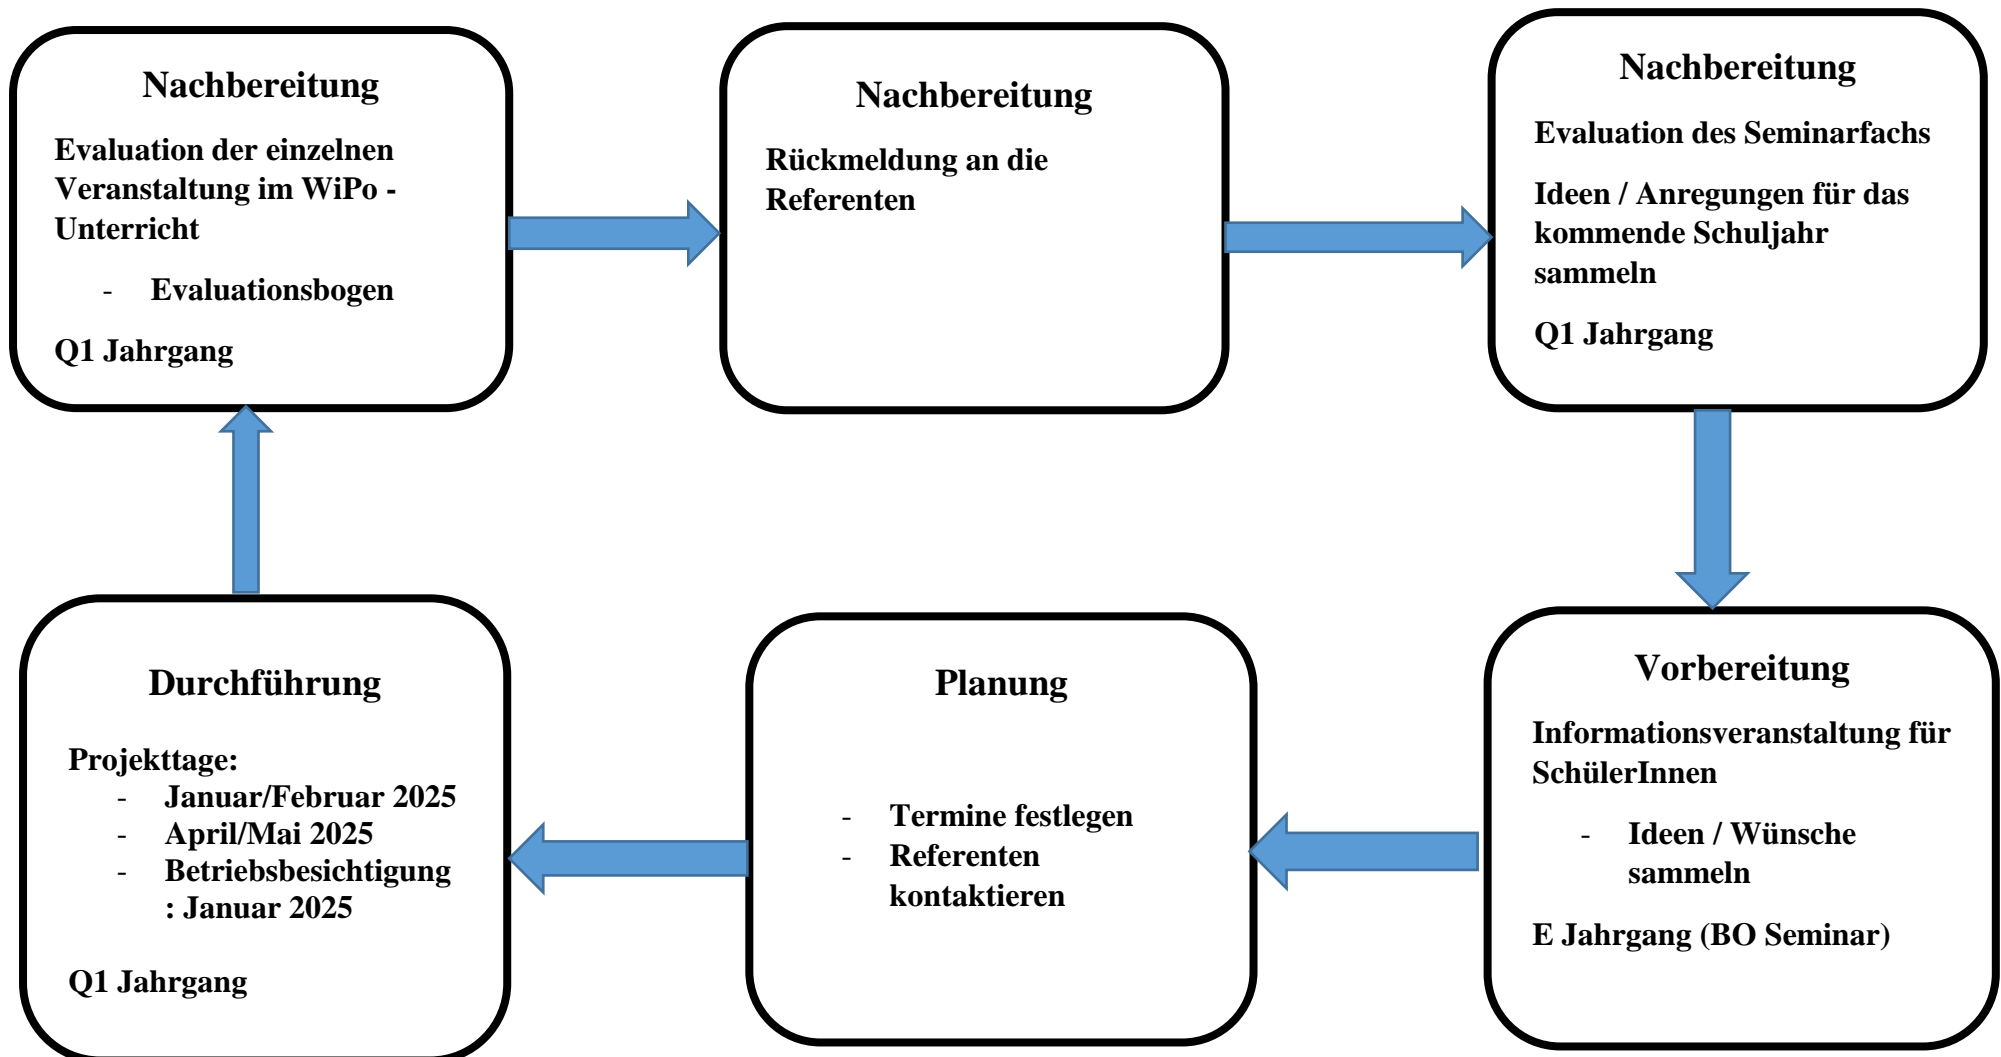 Nachbereitung
Evaluation der einzelnen
Veranstaltung im WiPo -
Unterricht
- Evaluationsbogen
Q1 Jahrgang
Nachbereitung
Rückmeldung an die
Referenten
Nachbereitung
Evaluation des Seminarfachs
Ideen / Anregungen für das
kommende Schuljahr
sammeln
Q1 Jahrgang
Durchführung
Projekttage:
- Januar/Februar 2025
- April/Mai 2025
- Betriebsbesichtigung
: Januar 2025
Q1 Jahrgang
Planung
- Termine festlegen
- Referenten
kontaktieren
Vorbereitung
Informationsveranstaltung für
SchülerInnen
- Ideen / Wünsche
sammeln
E Jahrgang (BO Seminar)